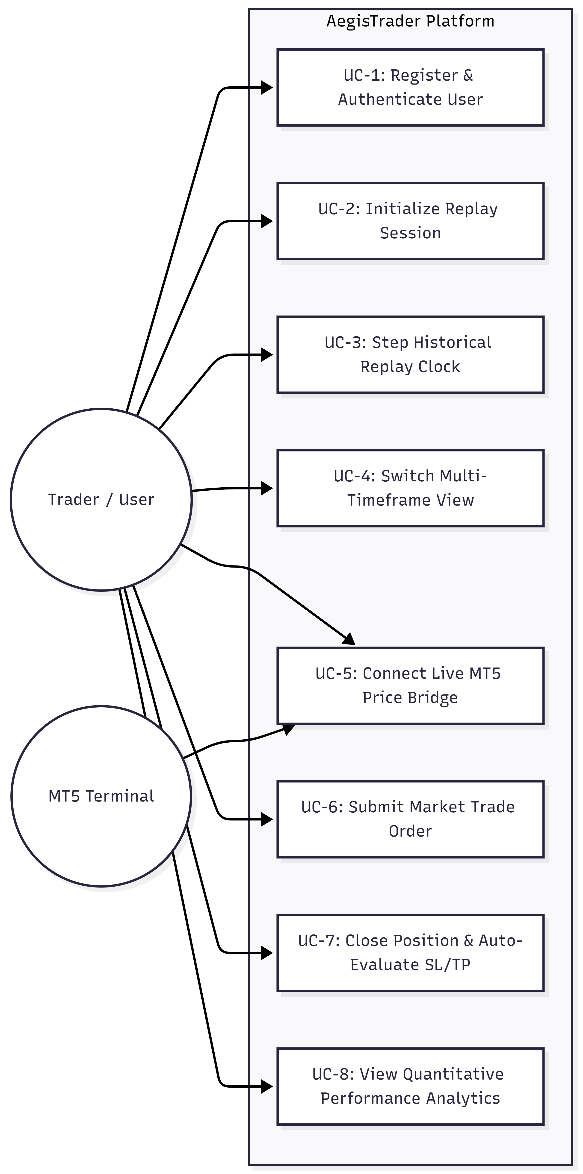 AegisTrader Platform
UC-1: Register &
Authenticate User
UC-2: Initialize Replay
Session
UC-3: Step Historical
Replay Clock
UC-4: Switch Multi-
Timeframe View
Trader / User
UC-5: Connect Live MT5
Price Bridge
MT5 Terminal
UC-6: Submit Market Trade
Order
UC-7: Close Position & Auto-
Evaluate SL/TP
UC-8: View Quantitative
Performance Analytics